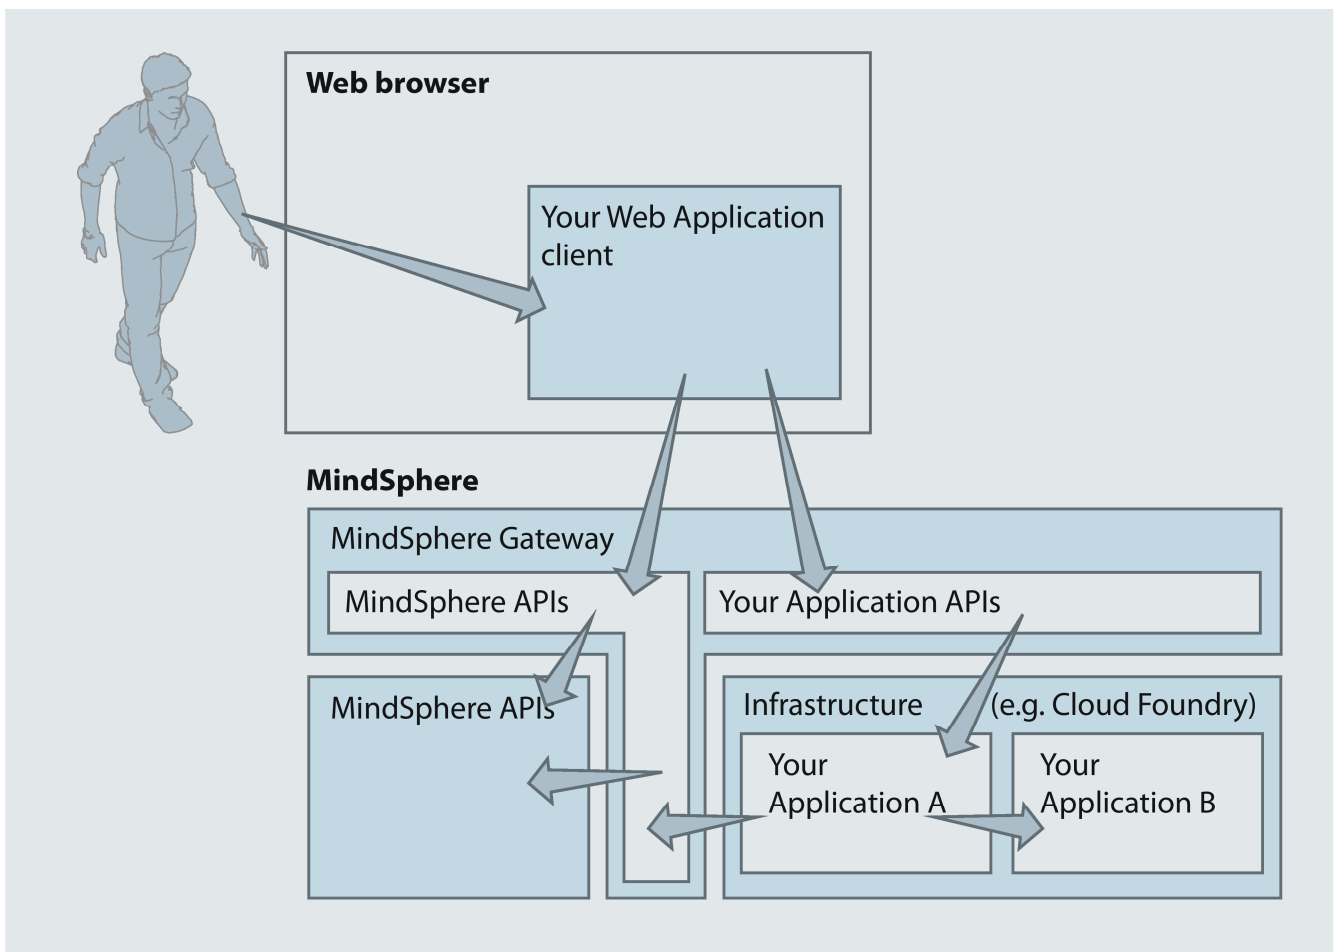 Web browser
Your Web Application
client
MindSphere
MindSphere Gateway
MindSphere APIs
Your Application APIs
MindSphere APIs
Infrastructure (e.g. Cloud Foundry)
Your
Application A
Your
Application B